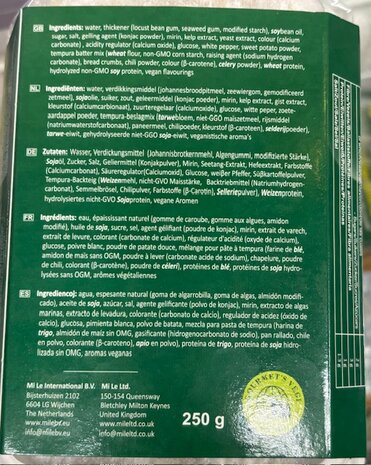 GB
Ingredients: water, thickener (locust bean gum, seaweed gum, modified starch), soybean oil,
sugar, salt, gelling agent (konjac powder), mirin, kelp extract, yeast extract, colour (calcium
carbonate) , acidity regulator (calcium oxide), glucose, white pepper, sweet potato powder,
tempura batter mix (wheat flour, non-GMO corn starch, raising agent (sodium hydrogen
carbonate), bread crumbs, chili powder, colour (β-carotene), celery powder), wheat protein,
hydrolyzed non-GMO soy protein, vegan flavourings
NL
Ingrediënten: water, verdikkingsmiddel (johannesbroodpitmeel, zeewiergom, gemodificeerd
zetmeel), sojaolie, suiker, zout, geleermiddel (konjac poeder), mirin, kelp extract, gist extract,
kleurstof (calciumcarbonaat) , zuurteregelaar (calciumoxide), glucose, witte peper, zoete-
aardappel poeder, tempura-beslagmix (tarwebloem, niet-GGO maiszetmeel, rijsmiddel
(natriumwaterstofcarbonaat), paneermeel, chilipoeder, kleurstof (β-caroteen), selderijpoeder),
tarwe-eiwit, gehydrolyseerde niet-GGO soja-eiwit, veganistische aroma's
DE
Zutaten: Wasser, Verdickungsmittel (Johannisbrotkernmehl, Algengummi, modifizierte Stärke),
Sojaöl, Zucker, Salz, Geliermittel(Konjakpulver), Mirin, Seetang-Extrakt, Hefeextrakt, Farbstoff
(Calciumcarbonat), Säureregulator(Calciumoxid), Glucose, weißer Pfeffer, Süßkartoffelpulver,
Tempura-Backteig (Weizenmehl, nicht-GVO Maisstärke, Backtriebmittel (Natriumhydrogen-
carbonat), Semmelbrösel, Chilipulver, Farbstoffe (β-Carotin), Selleriepulver), Weizenprotein,
hydrolysiertes nicht-GVO Sojaprotein, vegane Aromen
FR
Ingrédients: eau, épaississant naturel (gomme de caroube, gomme aux algues, amidon
modifié), huile de soja, sucre, sel, agent gélifiant (poudre de konjac), mirin, extrait de varech,
extrait de levure, colorant (carbonate de calcium), régulateur d'acidité (oxyde de calcium),
glucose, poivre blanc, poudre de patate douce, mélange pour pâte à tempura (farine de blé,
amidon de maïs sans OGM, poudre à lever (carbonate acide de sodium), chapelure, poudre
de chili, colorant (β-carotène), poudre de céleri), protéines de blé, protéines de soja hydro-
lysées sans OGM, arômes végétaliennes
ES
Ingrediencoj: agua, espesante natural (goma de algarrobilla, goma de algas, almidón modifi-
cado), aceite de soja, azúcar, sal, agente gelificante (polvo de konjac), mirin, extracto de algas
marinas, extracto de levadura, colorante (carbonato de calcio), regulador de acidez (óxido de
calcio), glucosa, pimienta blanca, polvo de batata, mezcla para pasta de tempura (harina de
trigo, almidón de maíz sin OMG, gasificante (hidrogenocarbonato de sodio), pan rallado, chile
en polvo, colorante (β-caroteno), apio en polvo), proteína de trigo, proteína de soja hidro-
lizada sin OMG, aromas veganas
Mi Le International B.V.
Bijsterhuizen 2102
6604 LG Wijchen
The Netherlands
www.milebv.eu
Mi Le Ltd.
150-154 Queensway
Bletchley Milton Keynes
United Kingdom
www.mileltd.co.uk
250 g